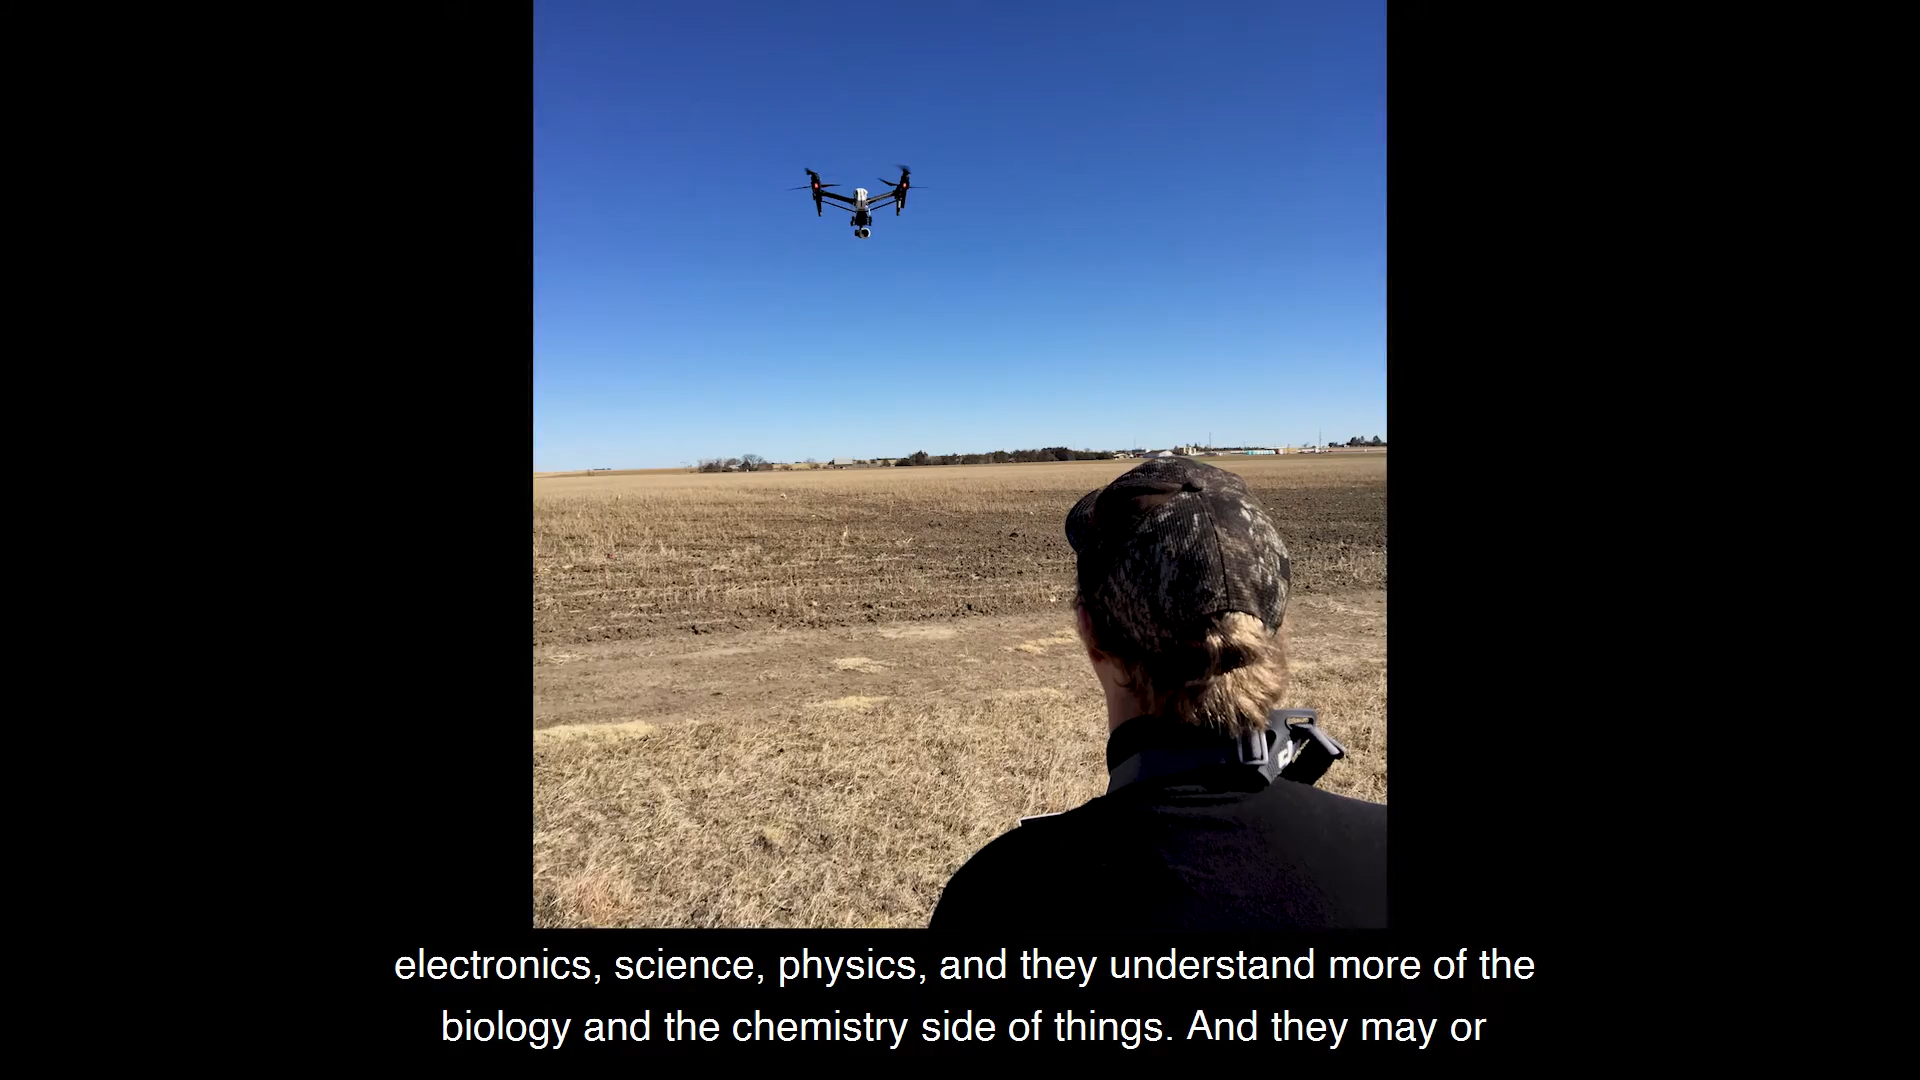 electronics, science, physics, and they understand more of the
biology and the chemistry side of things. And they may or